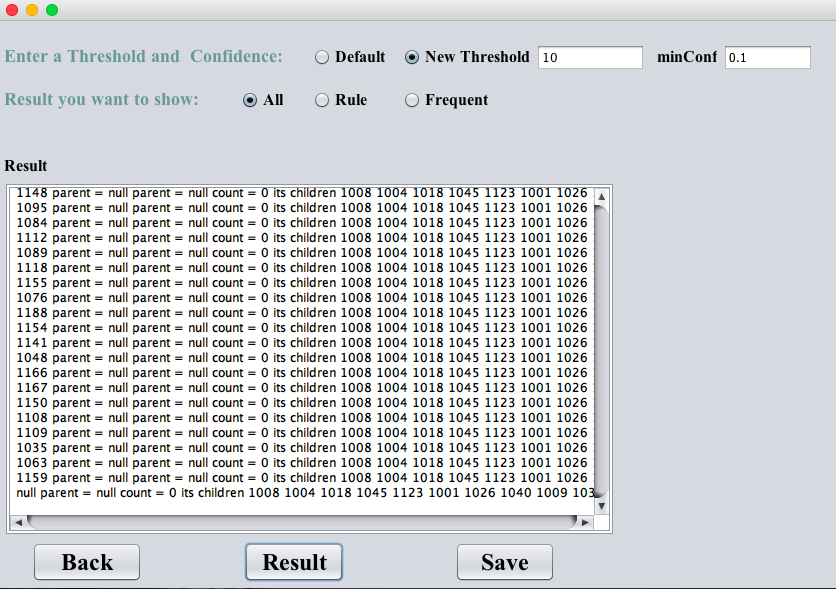 Enter a Threshold and Confidence: Default New Threshold 10 minConf 0.1
Result you want to show: All Rule Frequent
Result
1148 parent = null parent = null count = 0 its children 1008 1004 1018 1045 1123 1001 1026
1095 parent = null parent = null count = 0 its children 1008 1004 1018 1045 1123 1001 1026
1084 parent = null parent = null count = 0 its children 1008 1004 1018 1045 1123 1001 1026
1112 parent = null parent = null count = 0 its children 1008 1004 1018 1045 1123 1001 1026
1089 parent = null parent = null count = 0 its children 1008 1004 1018 1045 1123 1001 1026
1118 parent = null parent = null count = 0 its children 1008 1004 1018 1045 1123 1001 1026
1155 parent = null parent = null count = 0 its children 1008 1004 1018 1045 1123 1001 1026
1076 parent = null parent = null count = 0 its children 1008 1004 1018 1045 1123 1001 1026
1188 parent = null parent = null count = 0 its children 1008 1004 1018 1045 1123 1001 1026
1154 parent = null parent = null count = 0 its children 1008 1004 1018 1045 1123 1001 1026
1141 parent = null parent = null count = 0 its children 1008 1004 1018 1045 1123 1001 1026
1048 parent = null parent = null count = 0 its children 1008 1004 1018 1045 1123 1001 1026
1166 parent = null parent = null count = 0 its children 1008 1004 1018 1045 1123 1001 1026
1167 parent = null parent = null count = 0 its children 1008 1004 1018 1045 1123 1001 1026
1150 parent = null parent = null count = 0 its children 1008 1004 1018 1045 1123 1001 1026
1108 parent = null parent = null count = 0 its children 1008 1004 1018 1045 1123 1001 1026
1109 parent = null parent = null count = 0 its children 1008 1004 1018 1045 1123 1001 1026
1035 parent = null parent = null count = 0 its children 1008 1004 1018 1045 1123 1001 1026
1063 parent = null parent = null count = 0 its children 1008 1004 1018 1045 1123 1001 1026
1159 parent = null parent = null count = 0 its children 1008 1004 1018 1045 1123 1001 1026
null parent = null count = 0 its children 1008 1004 1018 1045 1123 1001 1026 1040 1009
Back Result Save